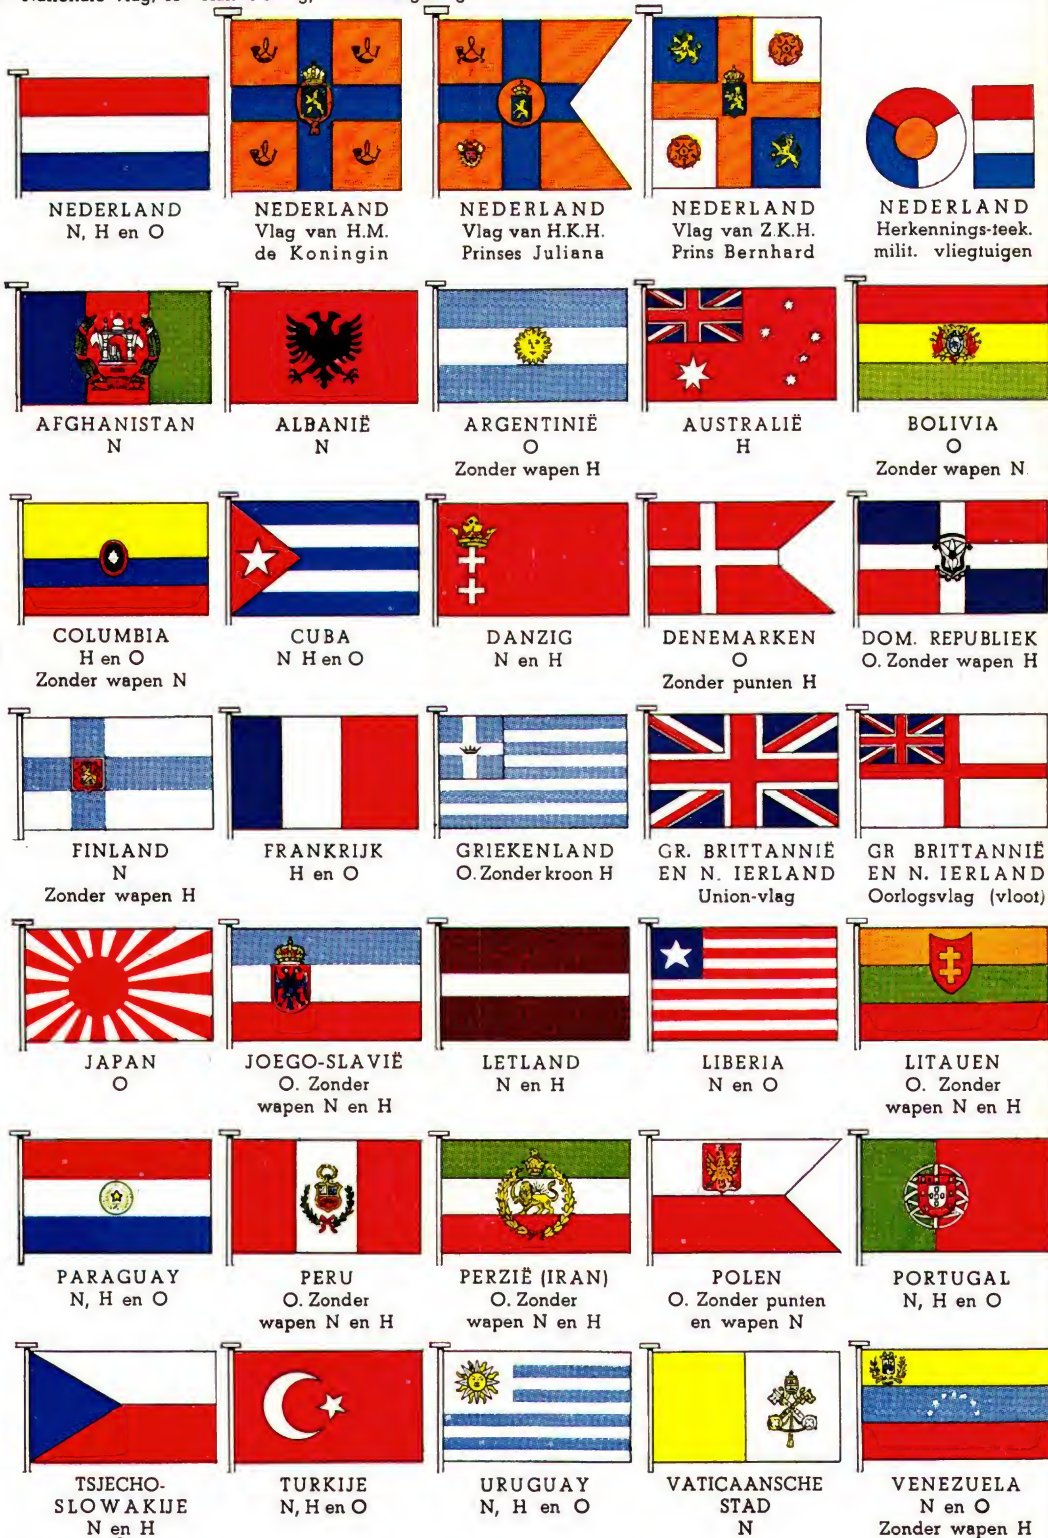 NEDERLAND
N, H en O
NEDERLAND
Vlag van H.M.
de Koningin
NEDERLAND
Vlag van H.K.H.
Prinses Juliana
NEDERLAND
Vlag van Z.K.H.
Prins Bernhard
NEDERLAND
Herkennings-teek.
milit. vliegtuigen
AFGHANISTAN
N
ALBANIË
N
ARGENTINIË
O
Zonder wapen H
AUSTRALIË
H
BOLIVIA
O
Zonder wapen N
COLUMBIA
H en O
Zonder wapen N
CUBA
N H en O
DANZIG
N en H
DENEMARKEN
O
Zonder punten H
DOM. REPUBLIEK
O. Zonder wapen H
FINLAND
N
Zonder wapen H
FRANKRIJK
H en O
GRIEKENLAND
O. Zonder kroon H
GR. BRITTANNIË
EN N. IERLAND
Union-vlag
GR BRITTANNIË
EN N. IERLAND
Oorlogsvlag (vloot)
JAPAN
O
JOEGO-SLAVIË
O. Zonder
wapen N en H
LETLAND
N en H
LIBERIA
N en O
LITAUEN
O. Zonder
wapen N en H
PARAGUAY
N, H en O
PERU
O. Zonder
wapen N en H
PERZIË (IRAN)
O. Zonder
wapen N en H
POLEN
O. Zonder punten
en wapen N
PORTUGAL
N, H en O
TSJECHO-
SLOWAKIJE
N en H
TURKIJE
N, H en O
URUGUAY
N, H en O
VATICAANSCHE
STAD
N
VENEZUELA
N en O
Zonder wapen H